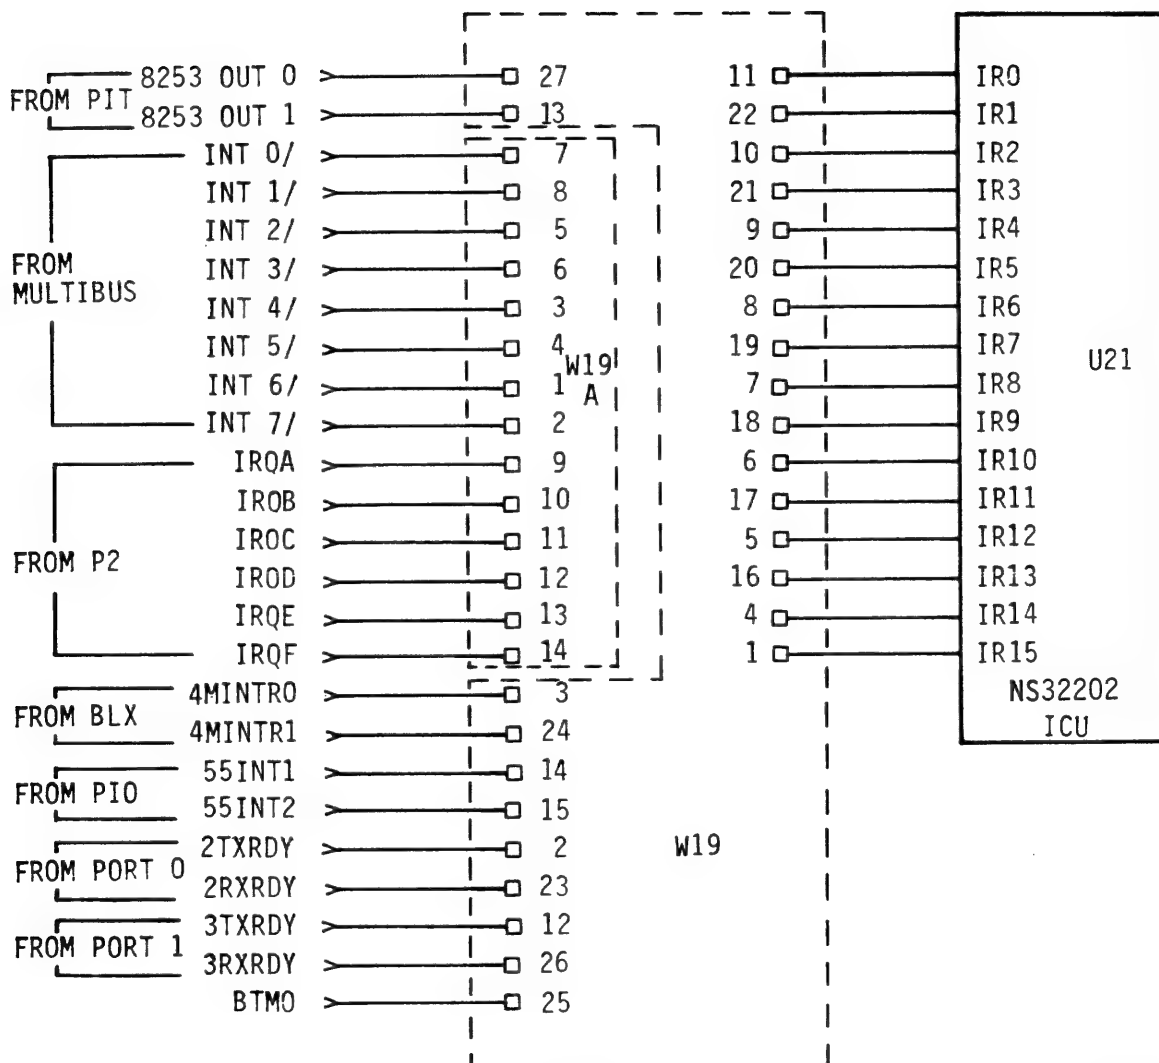 8253 OUT 0 27 11 IR0
FROM PIT
8253 OUT 1 13 22 IR1
INT 0/ 7 10 IR2
INT 1/ 8 21 IR3
INT 2/ 5 9 IR4
FROM
MULTIBUS
INT 3/ 6 20 IR5
INT 4/ 3 8 IR6
INT 5/ 4 19 IR7
W19
A
U21
INT 6/ 1 7 IR8
INT 7/ 2 18 IR9
IRQA 9 6 IR10
IRQB 10 17 IR11
IRQC 11 5 IR12
FROM P2
IRQD 12 16 IR13
IRQE 13 4 IR14
IRQF 14 1 IR15
4MINTR0 3
NS32202
ICU
FROM BLX
4MINTR1 24
55INT1 14
FROM PIO
55INT2 15
2TXRDY 2
W19
FROM PORT 0
2RXRDY 23
3TXRDY 12
FROM PORT 1
3RXRDY 26
BTMO 25